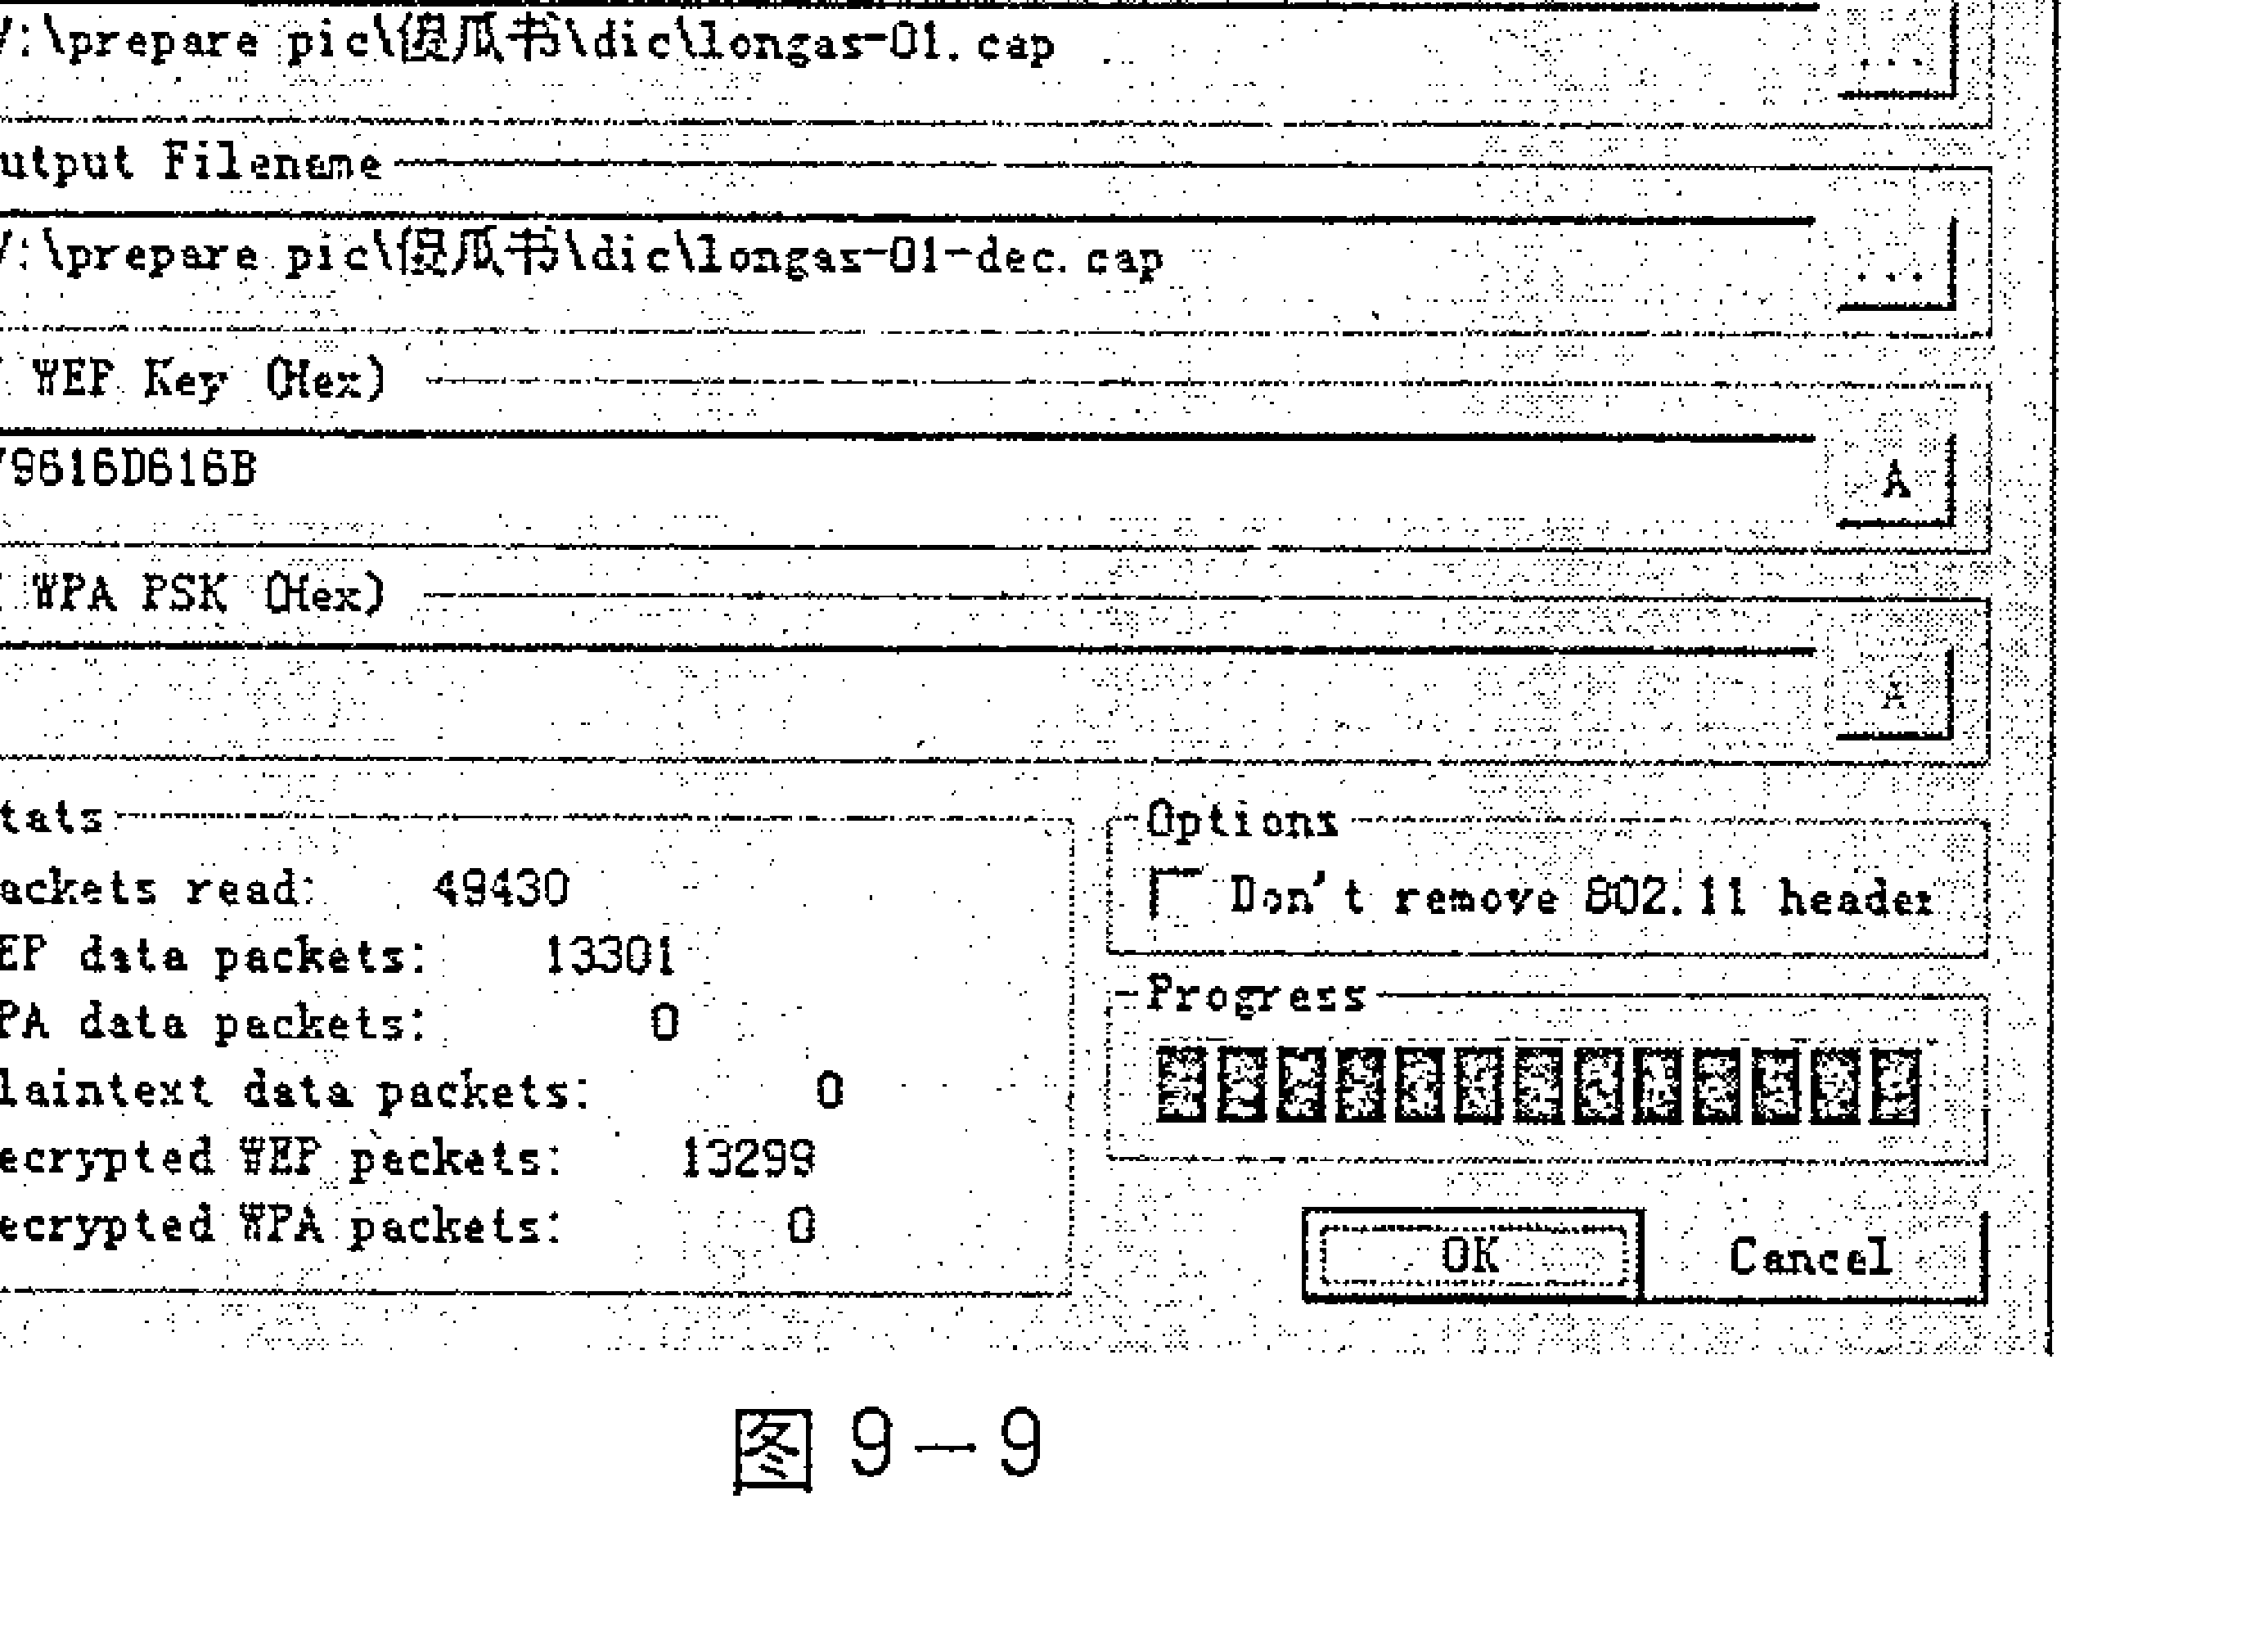 :\prepare pic\傻瓜书\dic\longas-01.cap
...
utput Filename
:\prepare pic\傻瓜书\dic\longas-01-dec.cap
...
WEP Key (Hex)
79616D616B
A
WPA PSK (Hex)
A
tats
ackets read: 49430
EP data packets: 13301
PA data packets: 0
laintext data packets: 0
ecrypted WEP packets: 13299
ecrypted WPA packets: 0
Options
Don't remove 802.11 header
Progress
OK
Cancel
图 9-9